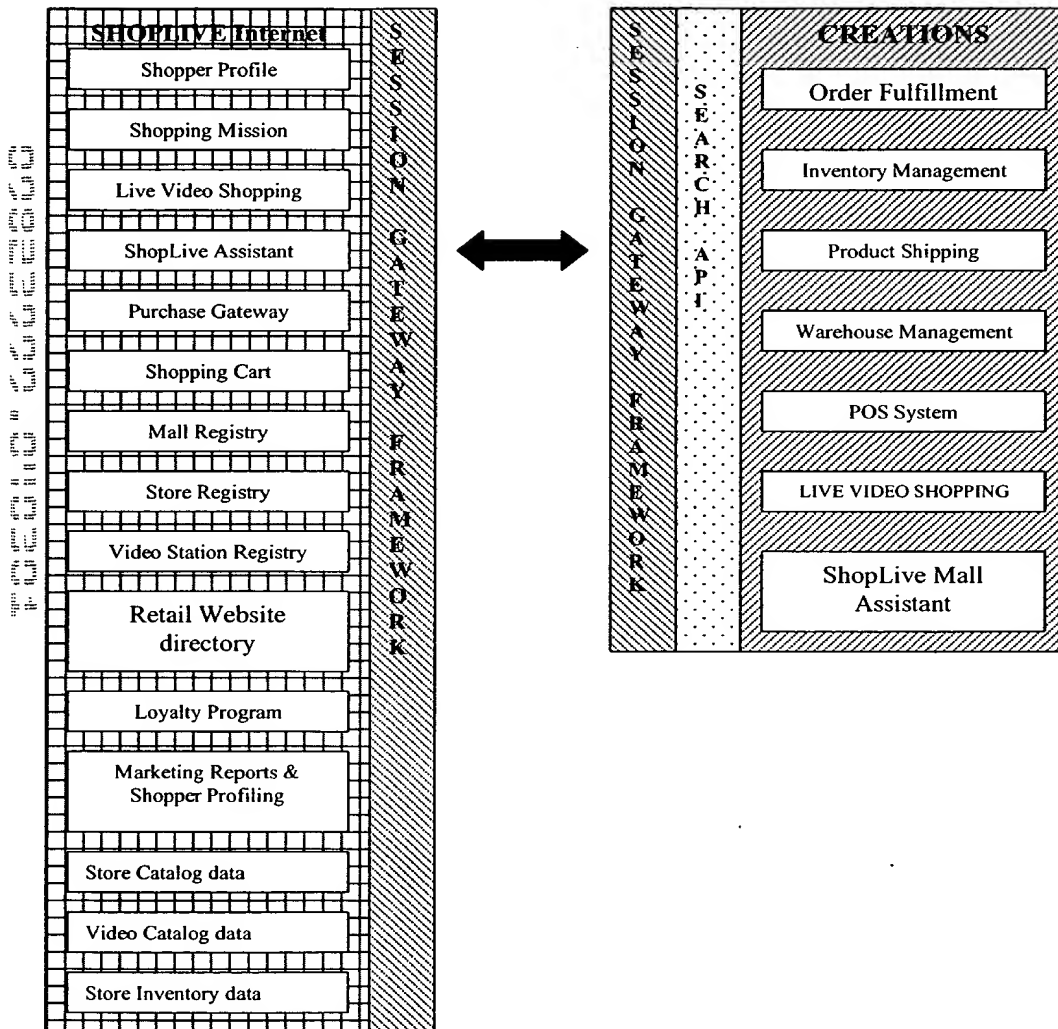 SHOPLIVE Internet
Shopper Profile
Shopping Mission
Live Video Shopping
ShopLive Assistant
Purchase Gateway
Shopping Cart
Mall Registry
Store Registry
Video Station Registry
Retail Website
directory
Loyalty Program
Marketing Reports &
Shopper Profiling
Store Catalog data
Video Catalog data
Store Inventory data
SESSION GATEWAY FRAMEWORK
SESSION GATEWAY FRAMEWORK
SEARCH API
CREATIONS
Order Fulfillment
Inventory Management
Product Shipping
Warehouse Management
POS System
LIVE VIDEO SHOPPING
ShopLive Mall
Assistant